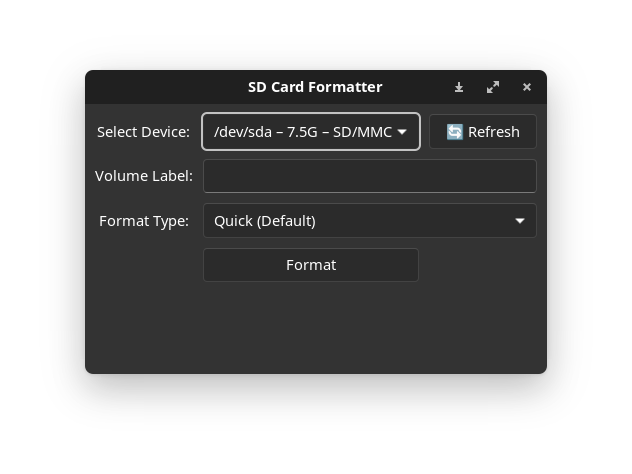 SD Card Formatter
Select Device: /dev/sda – 7.5G – SD/MMC Refresh
Volume Label:
Format Type: Quick (Default)
Format